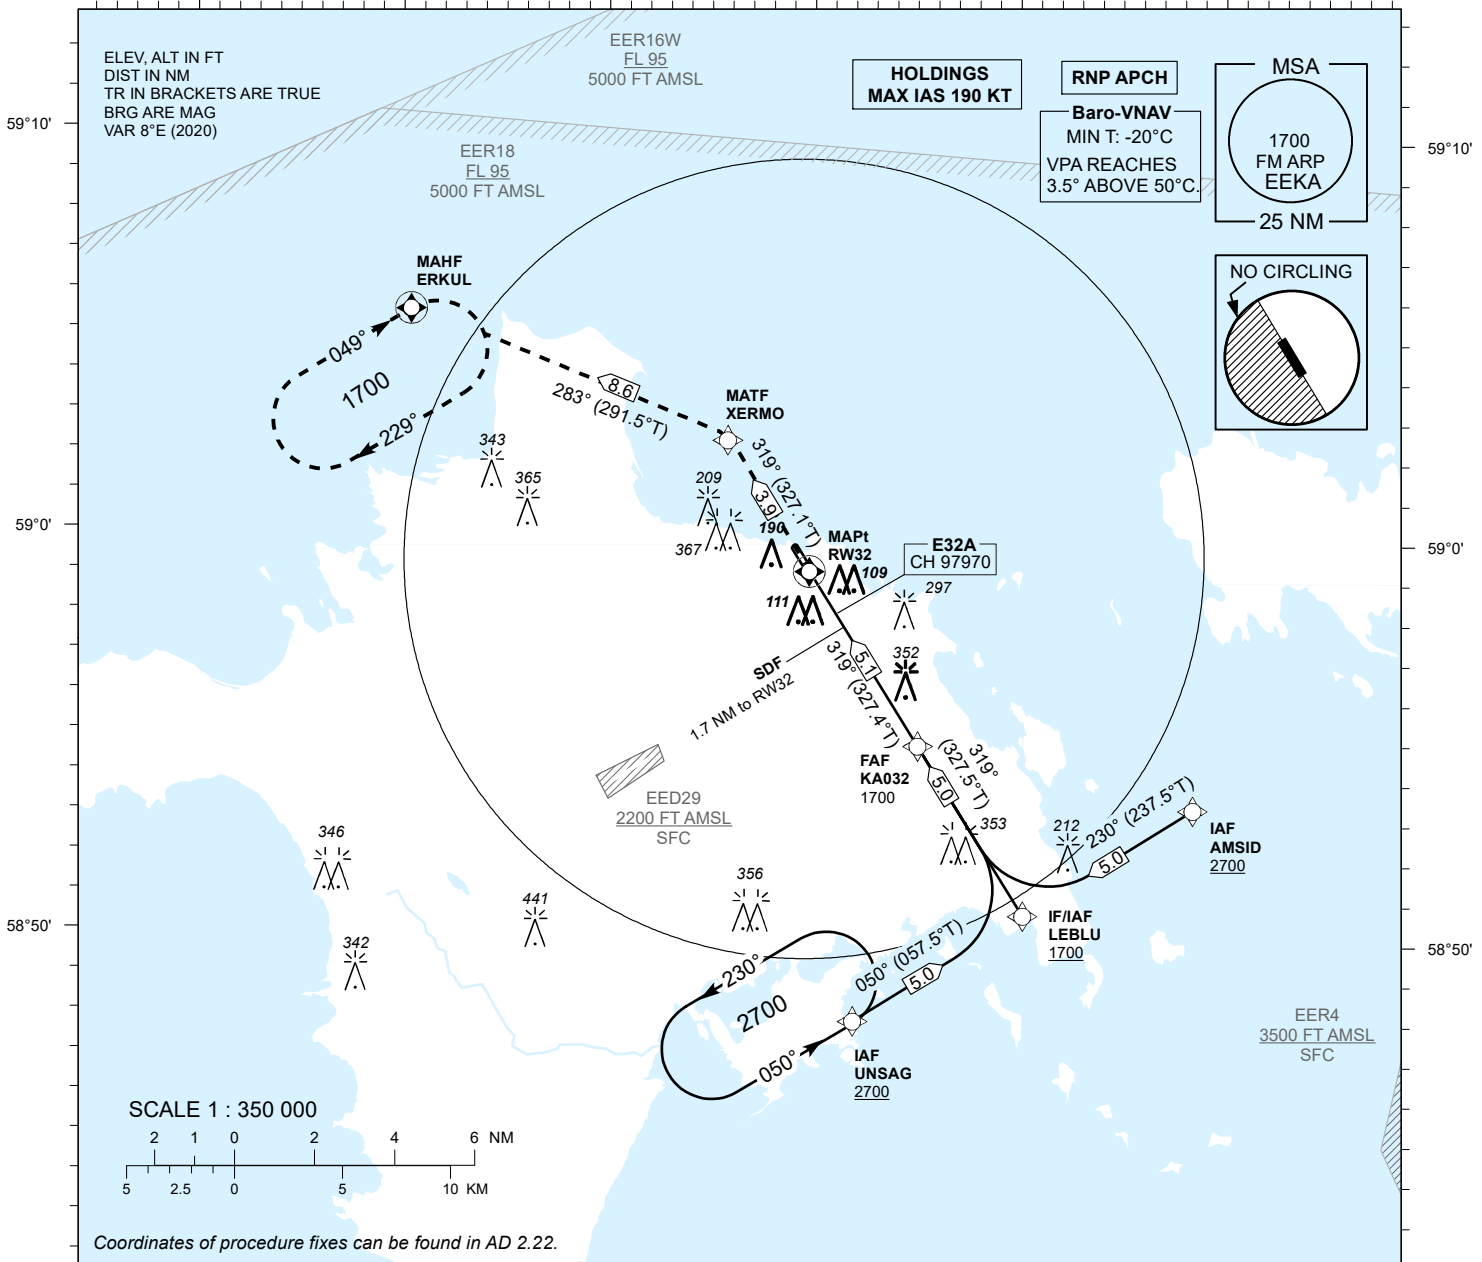 ELEV, ALT IN FT
DIST IN NM
TR IN BRACKETS ARE TRUE
BRG ARE MAG
VAR 8°E (2020)
EER16W
FL 95
5000 FT AMSL
HOLDINGS
MAX IAS 190 KT
RNP APCH
Baro-VNAV
MIN T: -20°C
VPA REACHES
3.5° ABOVE 50°C.
MSA
1700
FM ARP
EEKA
25 NM
59°10'
59°10'
EER18
FL 95
5000 FT AMSL
NO CIRCLING
MAHF
ERKUL
049°
1700
229°
8.6
283° (291.5°T)
MATF
XERMO
319° (327.1°T)
3.9
343
365
209
367
190
59°0'
59°0'
MAPt
RW32
109
E32A
CH 97970
297
111
352
SDF
1.7 NM to RW32
5.1
319° (327.4°T)
FAF
KA032
1700
319°
(327.5°T)
5.0
EED29
2200 FT AMSL
SFC
353
212
230° (237.5°T)
5.0
IAF
AMSID
2700
346
356
441
342
58°50'
58°50'
IF/IAF
LEBLU
1700
050° (057.5°T)
5.0
230°
2700
050°
IAF
UNSAG
2700
EER4
3500 FT AMSL
SFC
SCALE 1 : 350 000
2 1 0 2 4 6 NM
5 2.5 0 5 10 KM
Coordinates of procedure fixes can be found in AD 2.22.